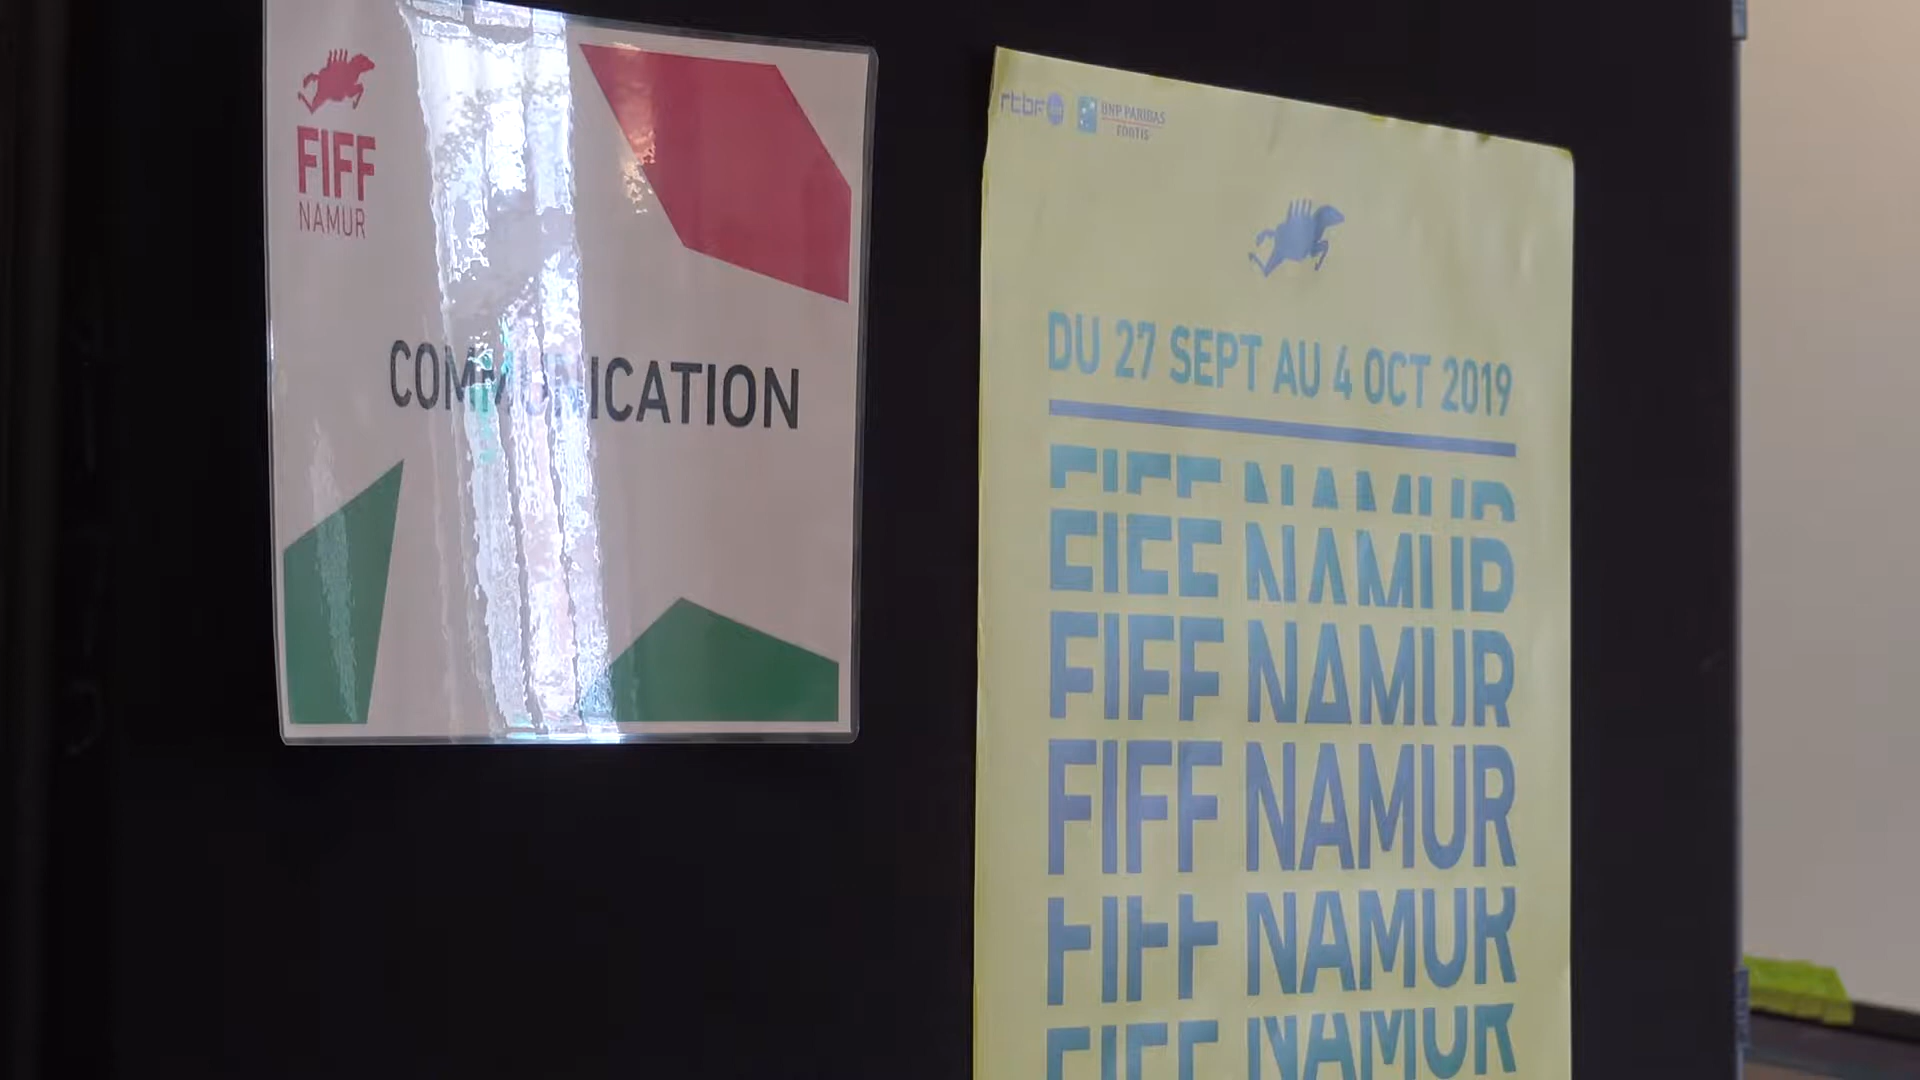 FIFF
NAMUR
COMMUNICATION
rtbf
BNP PARIBAS
FORTIS
DU 27 SEPT AU 4 OCT 2019
FIFF NAMUR
FIFF NAMUR
FIFF NAMUR
FIFF NAMUR
FIFF NAMUR
FIFF NAMUR